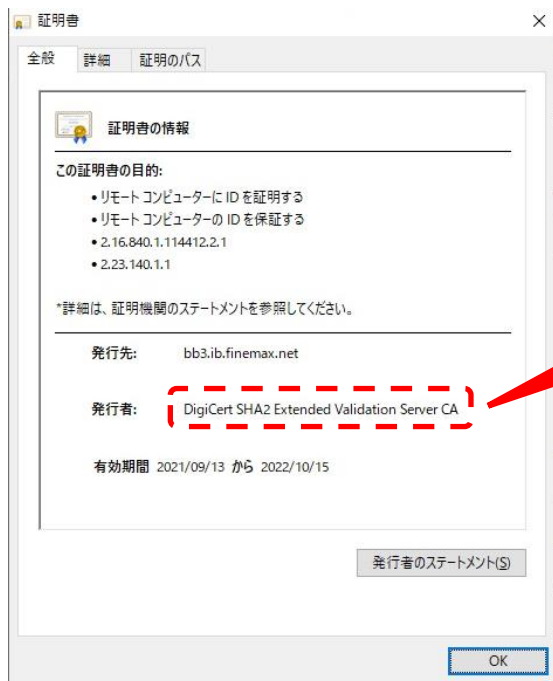 証明書
全般 詳細 証明のパス
証明書の情報
この証明書の目的:
• リモート コンピューターに ID を証明する
• リモート コンピューターの ID を保証する
• 2.16.840.1.114412.2.1
• 2.23.140.1.1
*詳細は、証明機関のステートメントを参照してください。
発行先: bb3.ib.finemax.net
発行者: DigiCert SHA2 Extended Validation Server CA
有効期間 2021/09/13 から 2022/10/15
発行者のステートメント(S)
OK